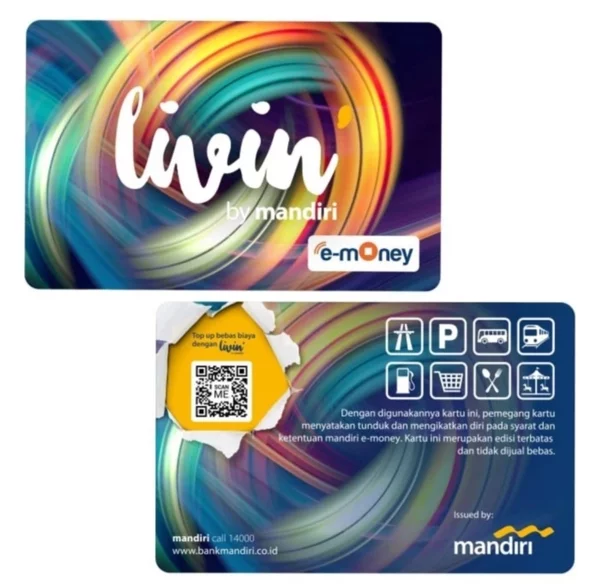 livin'
by mandiri
e-money
Top up bebas biaya
dengan livin'
SCAN
ME
P
Dengan digunakannya kartu ini, pemegang kartu
menyatakan tunduk dan mengikatkan diri pada syarat dan
ketentuan mandiri e-money. Kartu ini merupakan edisi terbatas
dan tidak dijual bebas.
Issued by:
mandiri
mandiri call 14000
www.bankmandiri.co.id